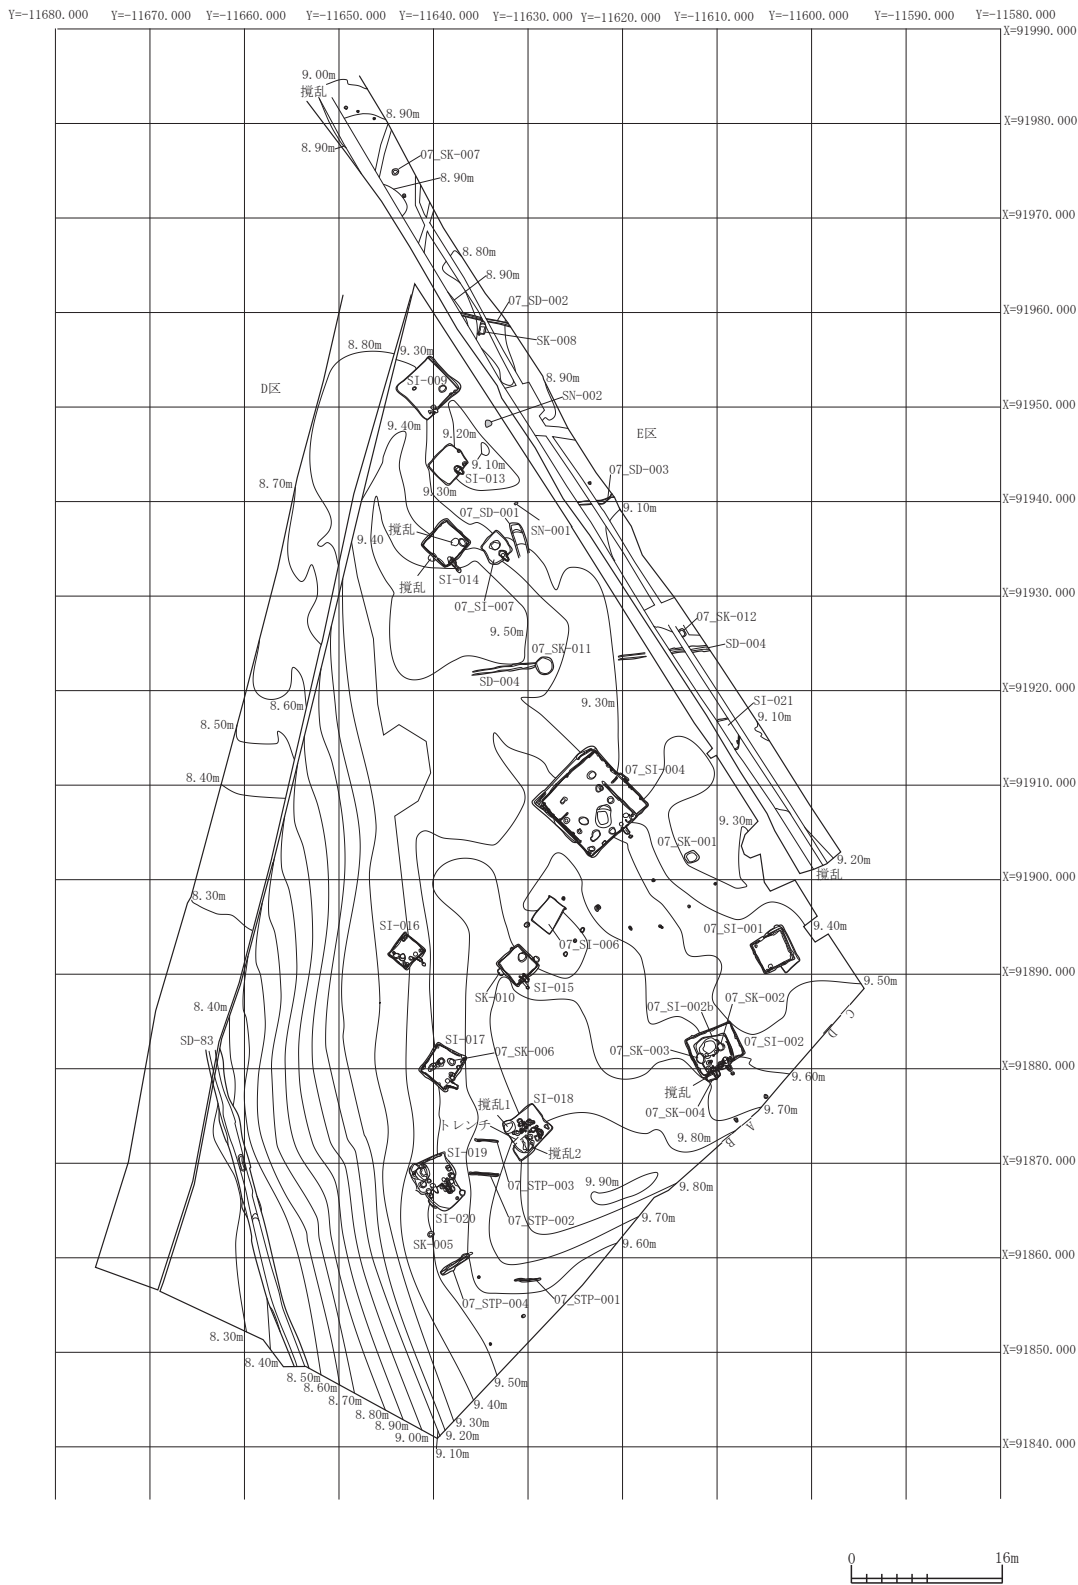 Y=-11680.000 Y=-11670.000 Y=-11660.000 Y=-11650.000 Y=-11640.000 Y=-11630.000 Y=-11620.000 Y=-11610.000 Y=-11600.000 Y=-11590.000 Y=-11580.000
X=91990.000
9.00m
撹乱
8.90m
X=91980.000
8.90m
07_SK-007
8.90m
X=91970.000
8.80m
8.90m
07_SD-002
X=91960.000
SK-008
8.80m
9.30m
8.90m
SI-009
D区
SN-002
X=91950.000
9.40m
9.20m
E区
9.10m
07_SD-003
SI-013
8.70m
9.30m
X=91940.000
9.10m
07_SD-001
撹乱
SN-001
9.40
SI-014
撹乱
X=91930.000
07_SI-007
07_SK-012
9.50m
07_SK-011
SD-004
SD-004
X=91920.000
9.30m
8.60m
SI-021
9.10m
8.50m
07_SI-004
8.40m
X=91910.000
9.30m
07_SK-001
9.20m
撹乱
X=91900.000
8.30m
SI-016
07_SI-001
9.40m
07_SI-006
X=91890.000
9.50m
SI-015
SK-010
07_SK-002
07_SI-002b
8.40m
C
D
SD-83
SI-017
07_SK-006
07_SK-003
07_SI-002
X=91880.000
9.60m
撹乱
SI-018
撹乱1
07_SK-004
9.70m
トレンチ
A
B
9.80m
撹乱2
SI-019
X=91870.000
07_STP-003
9.90m
9.80m
SI-020
07_STP-002
9.70m
SK-005
9.60m
X=91860.000
07_STP-004
07_STP-001
8.30m
8.40m
X=91850.000
8.50m
9.50m
8.60m
8.70m
9.40m
8.80m
8.90m
9.30m
9.00m
9.20m
X=91840.000
9.10m
0 16m